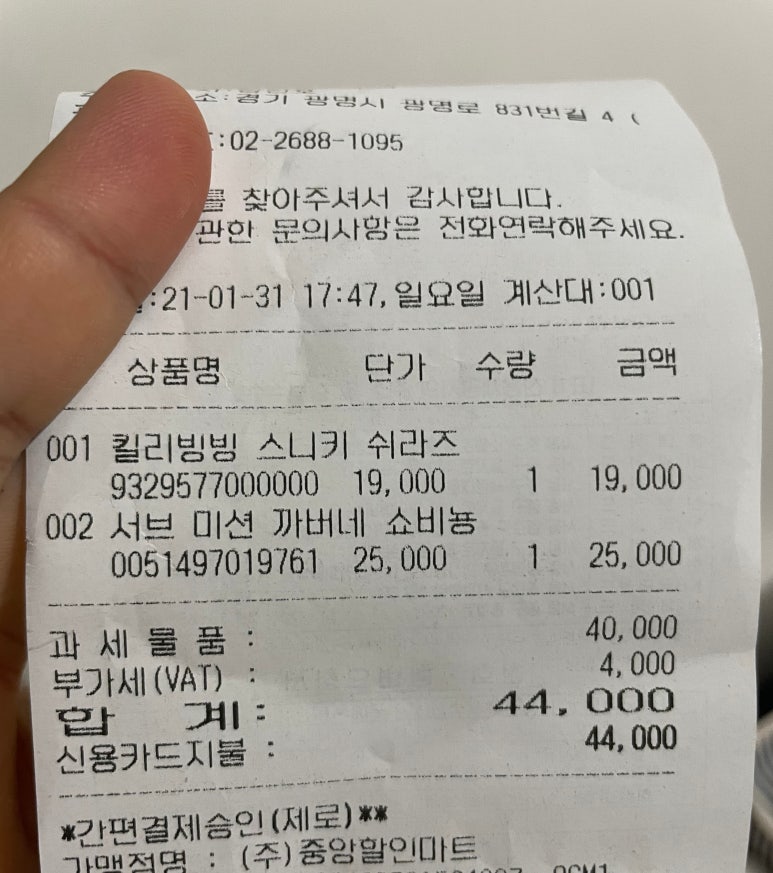 소:경기 광명시 광명로 831번길 4 (
:02-2688-1095
를 찾아주셔서 감사합니다.
관한 문의사항은 전화연락해주세요.
:21-01-31 17:47, 일요일 계산대:001
상품명 단가 수량 금액
001 킬리빙빙 스니키 쉬라즈
9329577000000 19,000 1 19,000
002 서브 미션 까버네 쇼비뇽
0051497019761 25,000 1 25,000
과 세 물 품 : 40,000
부가세(VAT) : 4,000
합 계: 44,000
신용카드지불 : 44,000
*간편결제승인(제로)**
가맹점명 : (주)중앙할인마트